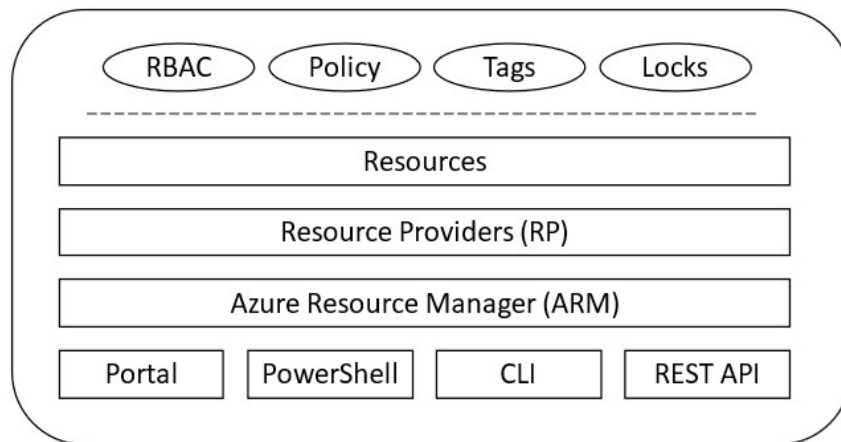 RBAC Policy Tags Locks
Resources
Resource Providers (RP)
Azure Resource Manager (ARM)
Portal PowerShell CLI REST API